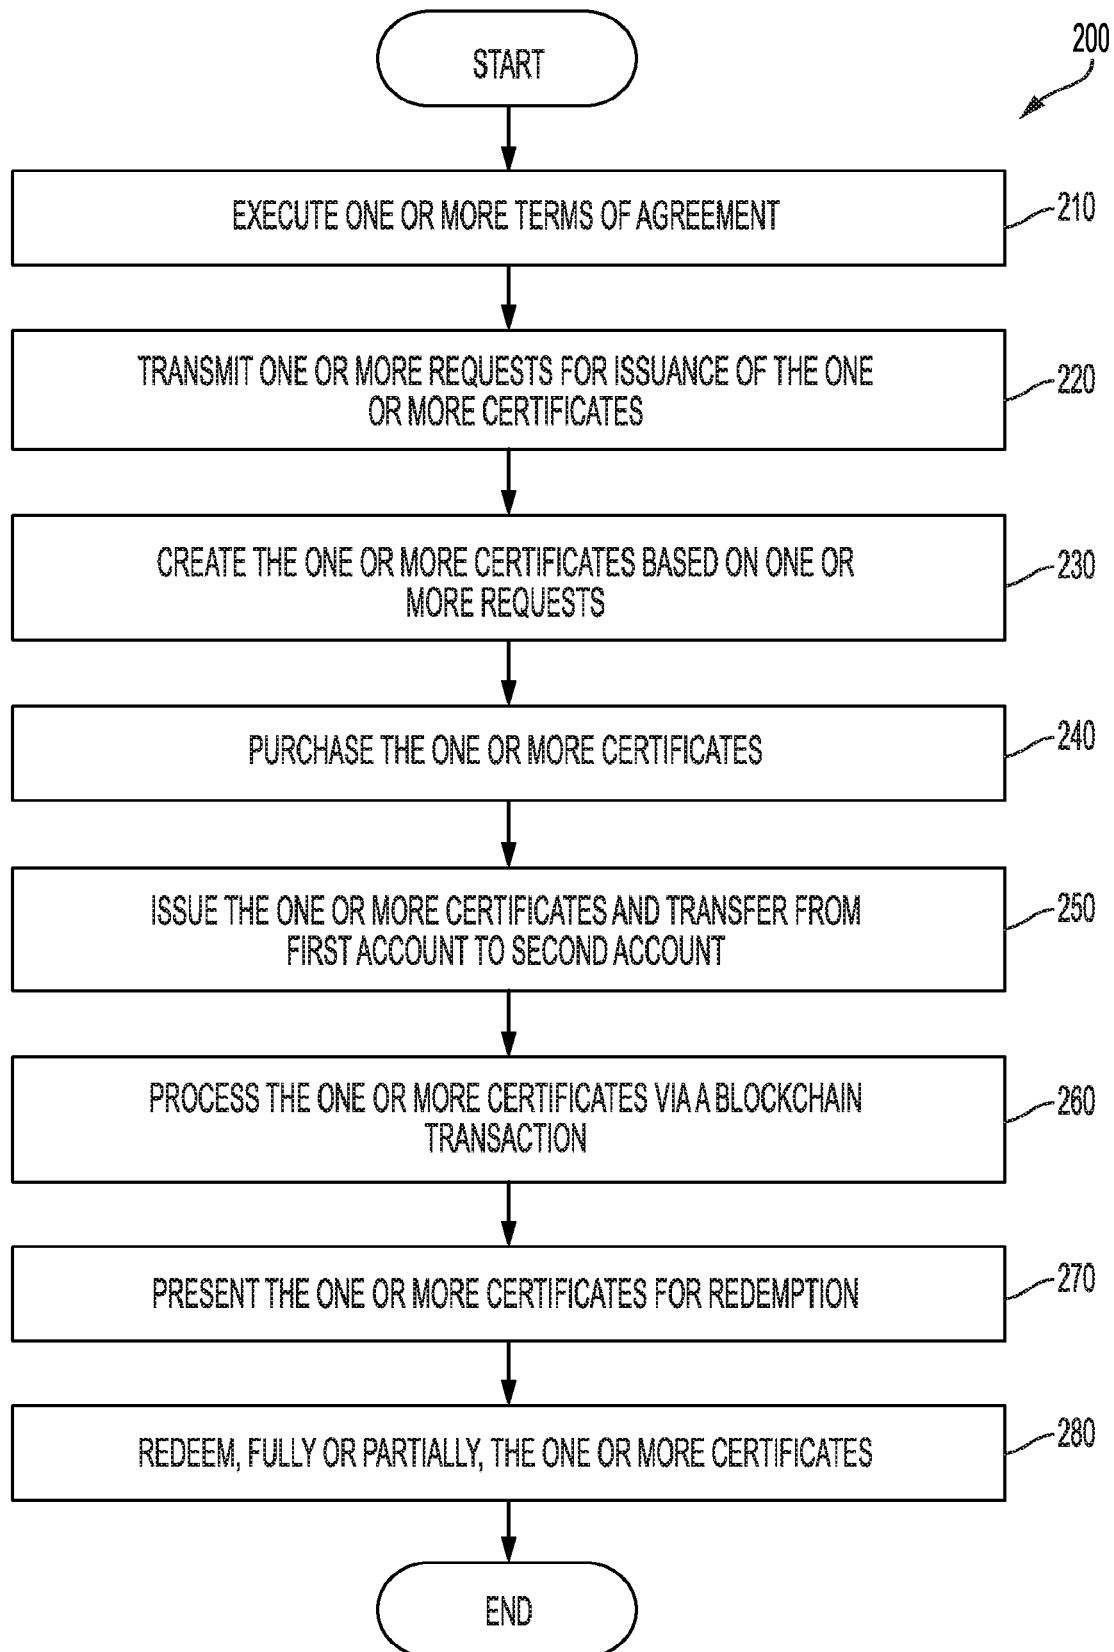 START
200
EXECUTE ONE OR MORE TERMS OF AGREEMENT
210
TRANSMIT ONE OR MORE REQUESTS FOR ISSUANCE OF THE ONE
OR MORE CERTIFICATES
220
CREATE THE ONE OR MORE CERTIFICATES BASED ON ONE OR
MORE REQUESTS
230
PURCHASE THE ONE OR MORE CERTIFICATES
240
ISSUE THE ONE OR MORE CERTIFICATES AND TRANSFER FROM
FIRST ACCOUNT TO SECOND ACCOUNT
250
PROCESS THE ONE OR MORE CERTIFICATES VIA A BLOCKCHAIN
TRANSACTION
260
PRESENT THE ONE OR MORE CERTIFICATES FOR REDEMPTION
270
REDEEM, FULLY OR PARTIALLY, THE ONE OR MORE CERTIFICATES
280
END